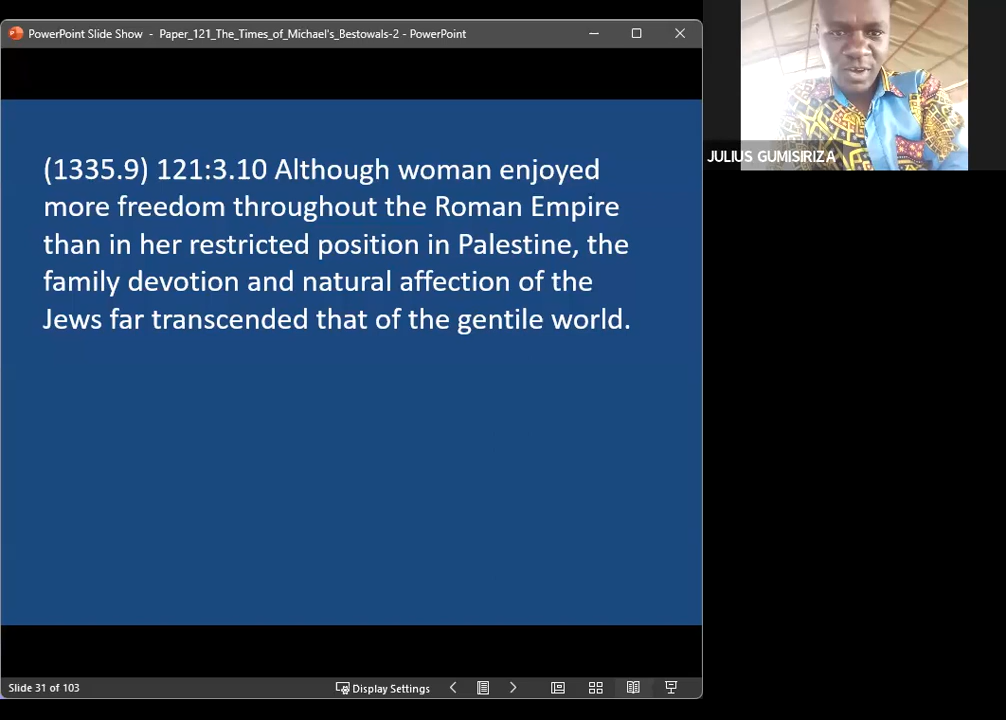 PowerPoint Slide Show - Paper_121_The_Times_of_Michael's_Bestowals-2 - PowerPoint
JULIUS GUMISIRIZA
(1335.9) 121:3.10 Although woman enjoyed
more freedom throughout the Roman Empire
than in her restricted position in Palestine, the
family devotion and natural affection of the
Jews far transcended that of the gentile world.
Slide 31 of 103
Display Settings